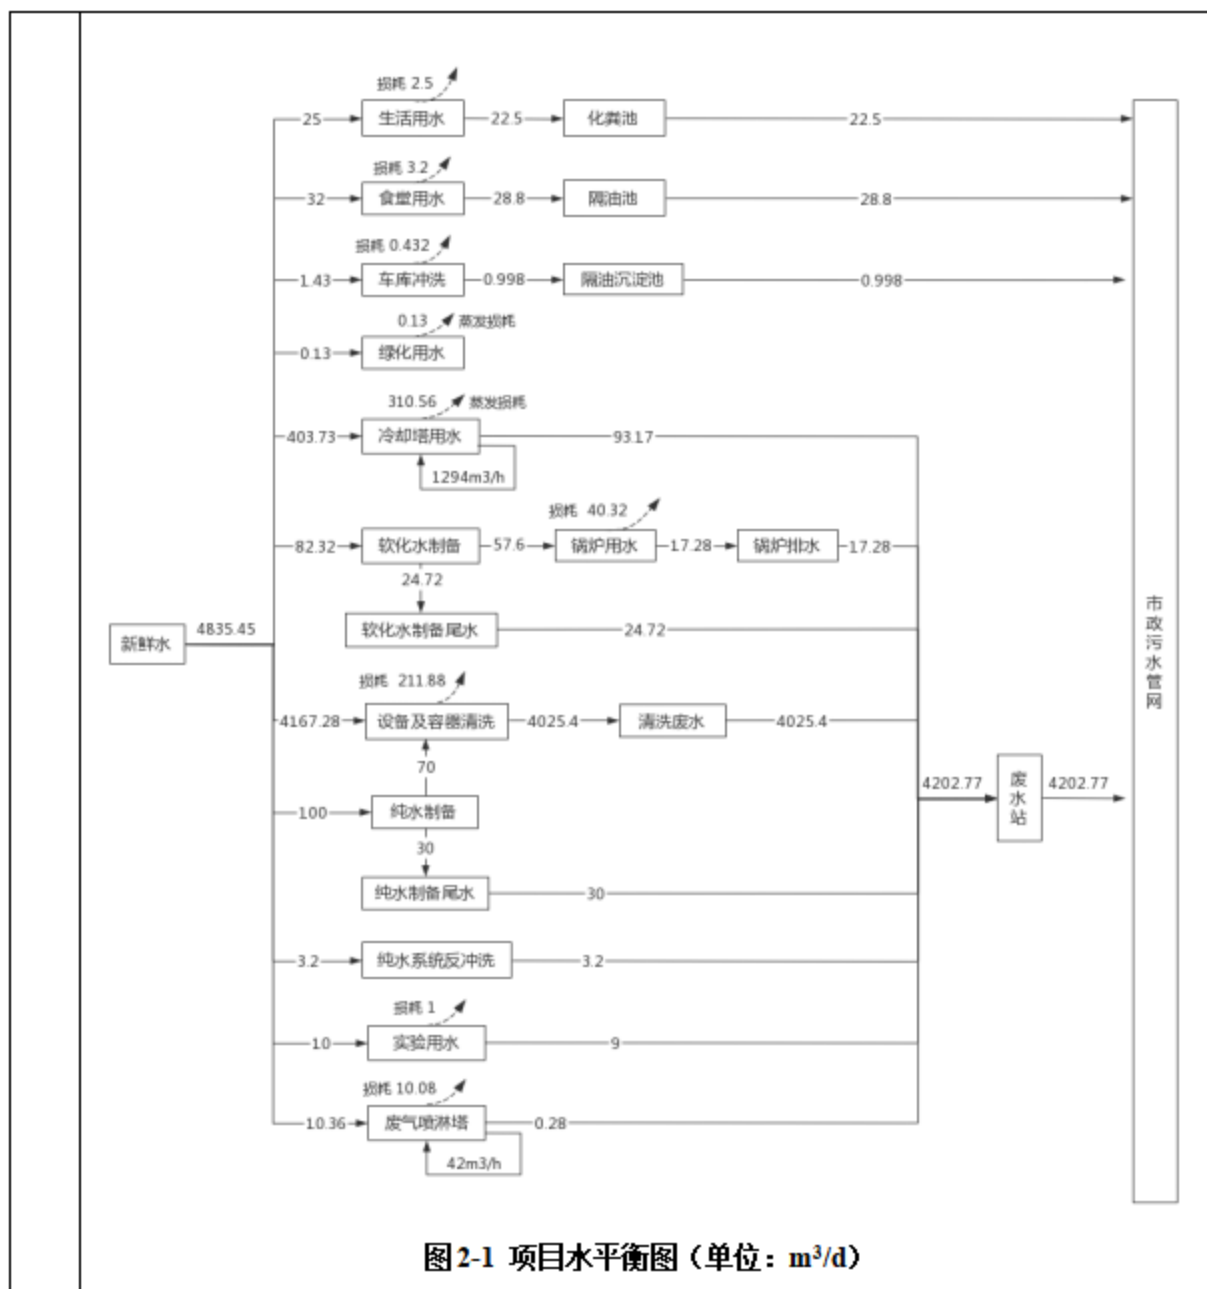 损耗 2.5
25
生活用水
22.5
化粪池
22.5
损耗 3.2
32
食堂用水
28.8
隔油池
28.8
损耗 0.432
1.43
车库冲洗
0.998
隔油沉淀池
0.998
0.13 蒸发损耗
0.13
绿化用水
310.56 蒸发损耗
403.73
冷却塔用水
93.17
1294m3/h
损耗 40.32
82.32
软化水制备
57.6
锅炉用水
17.28
锅炉排水
17.28
24.72
软化水制备尾水
24.72
新鲜水
4835.45
市政污水管网
损耗 211.88
4167.28
设备及容器清洗
4025.4
清洗废水
4025.4
70
100
纯水制备
4202.77
废水站
4202.77
30
纯水制备尾水
30
3.2
纯水系统反冲洗
3.2
损耗 1
10
实验用水
9
损耗 10.08
10.36
废气喷淋塔
0.28
42m3/h
图 2-1 项目水平衡图（单位：m³/d）